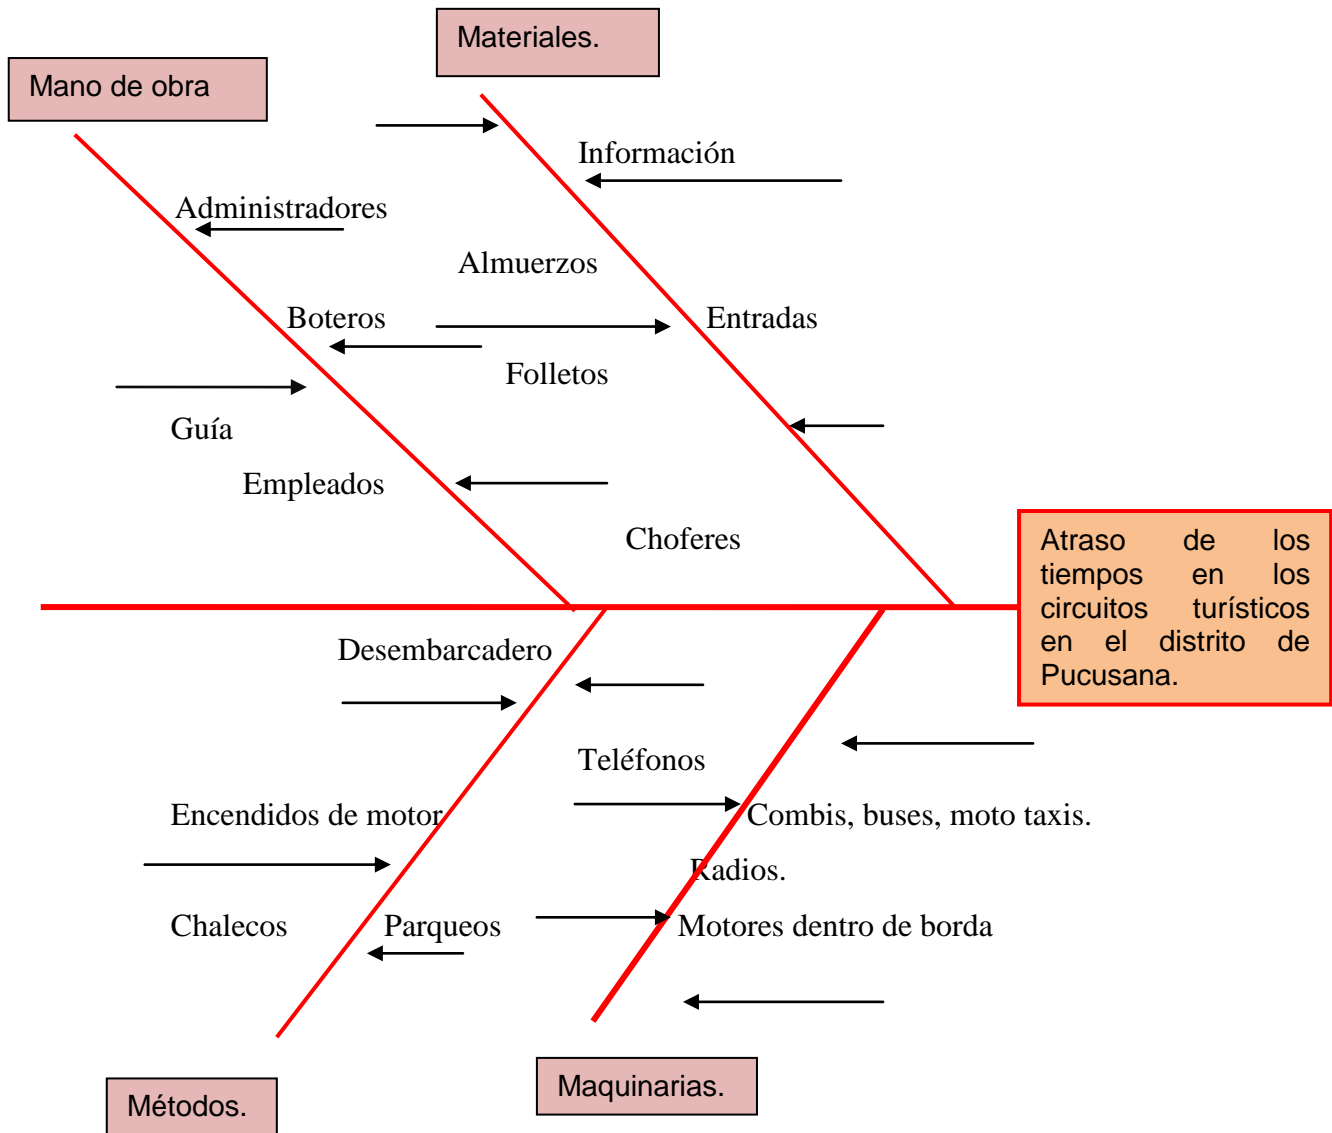 Materiales.
Mano de obra
Información
Administradores
Almuerzos
Boteros
Entradas
Folletos
Guía
Empleados
Choferes
Atraso de los
tiempos en los
circuitos turísticos
en el distrito de
Pucusana.
Desembarcadero
Teléfonos
Encendidos de motor
Combis, buses, moto taxis.
Radios.
Chalecos
Parqueos
Motores dentro de borda
Maquinarias.
Métodos.